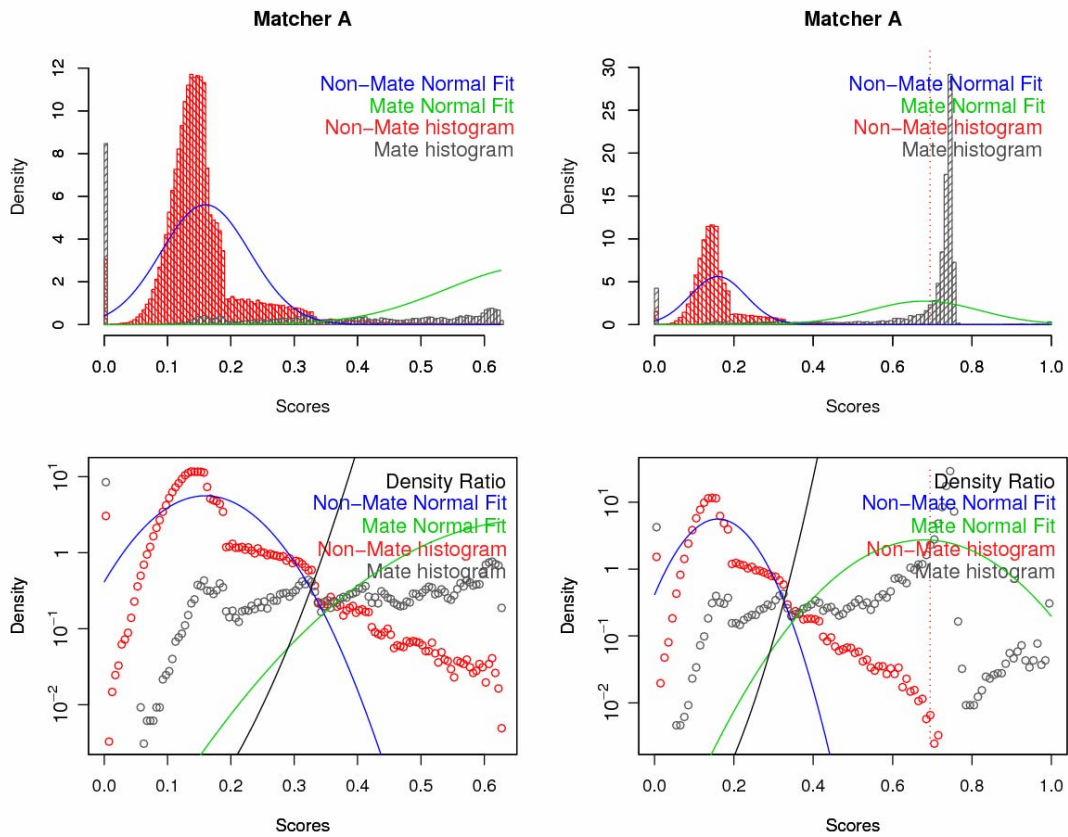 Matcher A
Non-Mate Normal Fit
Mate Normal Fit
Non-Mate histogram
Mate histogram
Density
12
10
8
6
4
2
0
0.0 0.1 0.2 0.3 0.4 0.5 0.6
Scores
Matcher A
Non-Mate Normal Fit
Mate Normal Fit
Non-Mate histogram
Mate histogram
Density
30
25
20
15
10
5
0
0.0 0.2 0.4 0.6 0.8 1.0
Scores
Density Ratio
Non-Mate Normal Fit
Mate Normal Fit
Non-Mate histogram
Mate histogram
Density
10^1
1
10^-1
10^-2
0.0 0.1 0.2 0.3 0.4 0.5 0.6
Scores
Density Ratio
Non-Mate Normal Fit
Mate Normal Fit
Non-Mate histogram
Mate histogram
Density
10^1
1
10^-1
10^-2
0.0 0.2 0.4 0.6 0.8 1.0
Scores